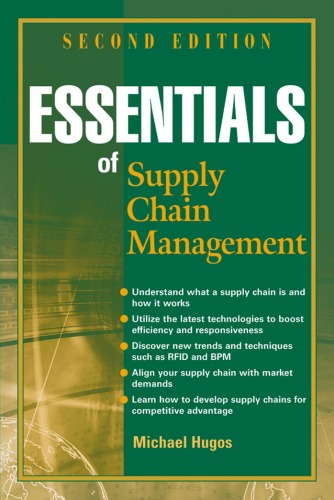 SECOND EDITION
ESSENTIALS
of Supply
Chain
Management
Understand what a supply chain is and
how it works
Utilize the latest technologies to boost
efficiency and responsiveness
Discover new trends and techniques
such as RFID and BPM
Align your supply chain with market
demands
Learn how to develop supply chains for
competitive advantage
Michael Hugos